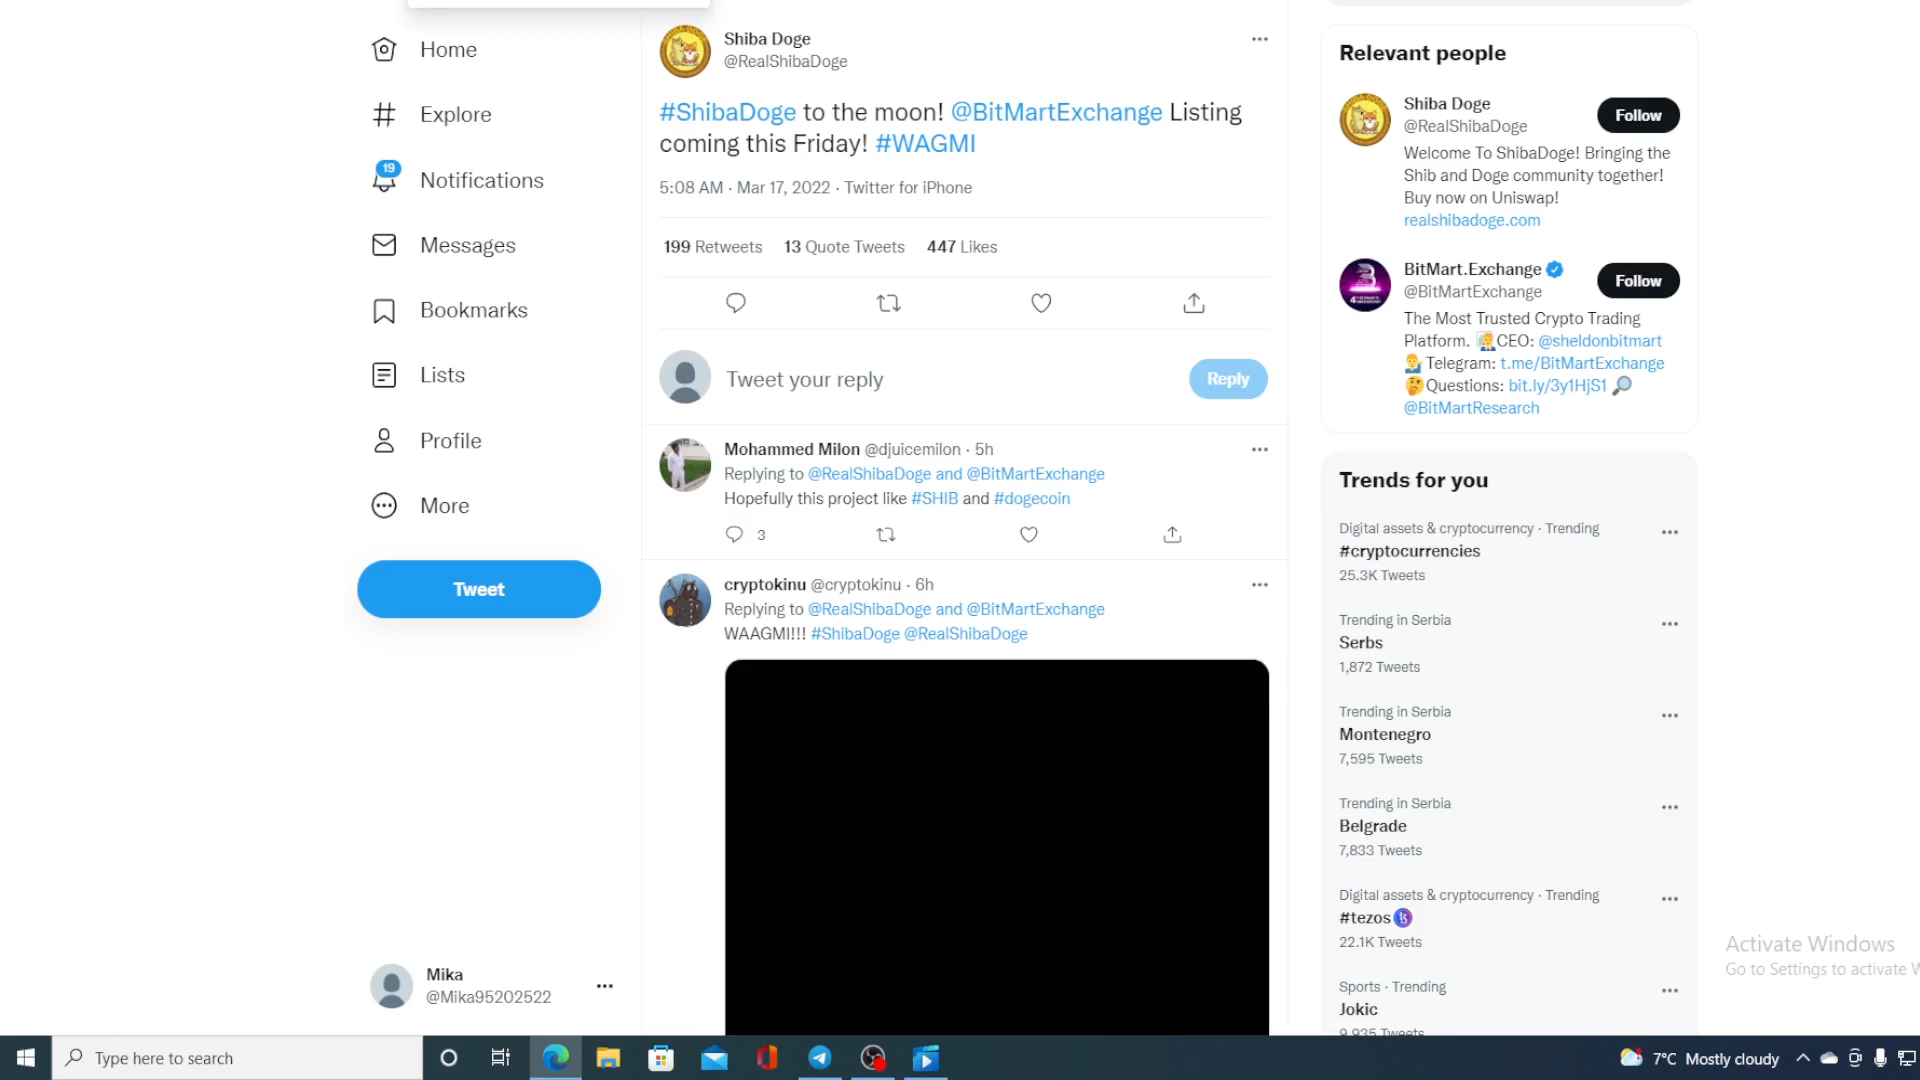 Home
Explore
19
Notifications
Messages
Bookmarks
Lists
Profile
More
Tweet
Mika
@Mika95202522
Shiba Doge
@RealShibaDoge
#ShibaDoge to the moon! @BitMartExchange Listing
coming this Friday! #WAGMI
5:08 AM · Mar 17, 2022 · Twitter for iPhone
199 Retweets 13 Quote Tweets 447 Likes
Tweet your reply
Reply
Mohammed Milon @djuicemilon · 5h
Replying to @RealShibaDoge and @BitMartExchange
Hopefully this project like #SHIB and #dogecoin
3
cryptokinu @cryptokinu · 6h
Replying to @RealShibaDoge and @BitMartExchange
WAAGMI!!! #ShibaDoge @RealShibaDoge
Relevant people
Shiba Doge
@RealShibaDoge
Follow
Welcome To ShibaDoge! Bringing the
Shib and Doge community together!
Buy now on Uniswap!
realshibadoge.com
BitMart.Exchange
@BitMartExchange
Follow
The Most Trusted Crypto Trading
Platform. CEO: @sheldonbitmart
Telegram: t.me/BitMartExchange
Questions: bit.ly/3y1HjS1
@BitMartResearch
Trends for you
Digital assets & cryptocurrency · Trending
#cryptocurrencies
25.3K Tweets
Trending in Serbia
Serbs
1,872 Tweets
Trending in Serbia
Montenegro
7,595 Tweets
Trending in Serbia
Belgrade
7,833 Tweets
Digital assets & cryptocurrency · Trending
#tezos
22.1K Tweets
Sports · Trending
Jokic
9,935 Tweets
Activate Windows
Go to Settings to activate W
Type here to search
7°C Mostly cloudy